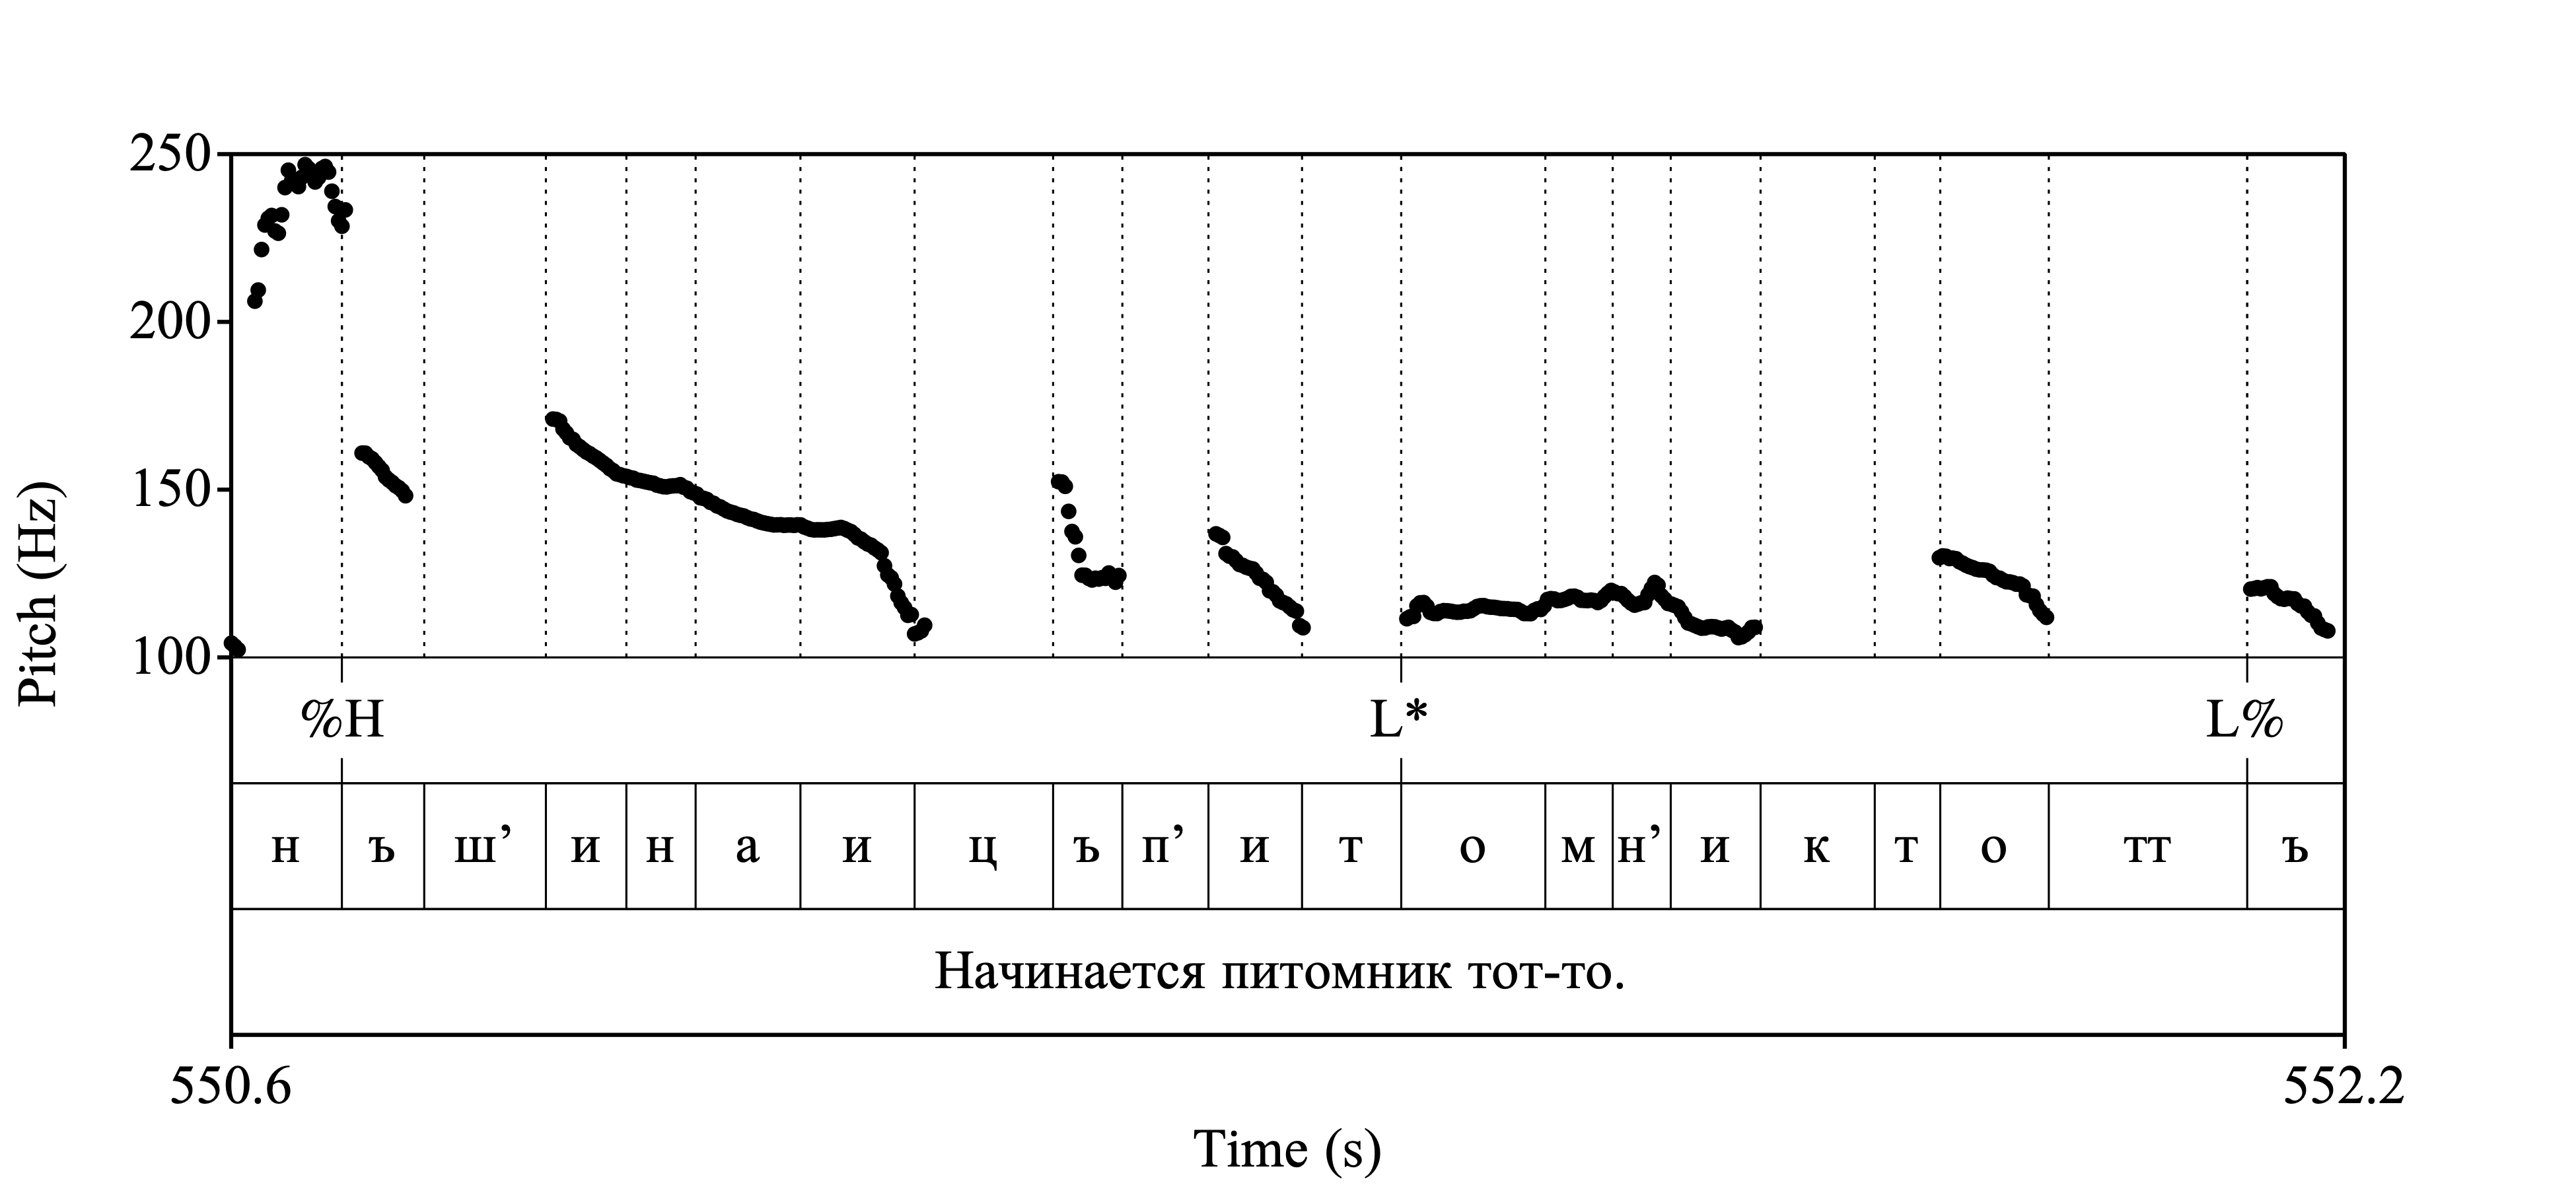 250
200
150
100
Pitch (Hz)
%H L* L%
н ъ ш’ и н а и ц ъ п’ и т о м н’ и к т о тт ъ
Начинается питомник тот-то.
550.6 552.2
Time (s)